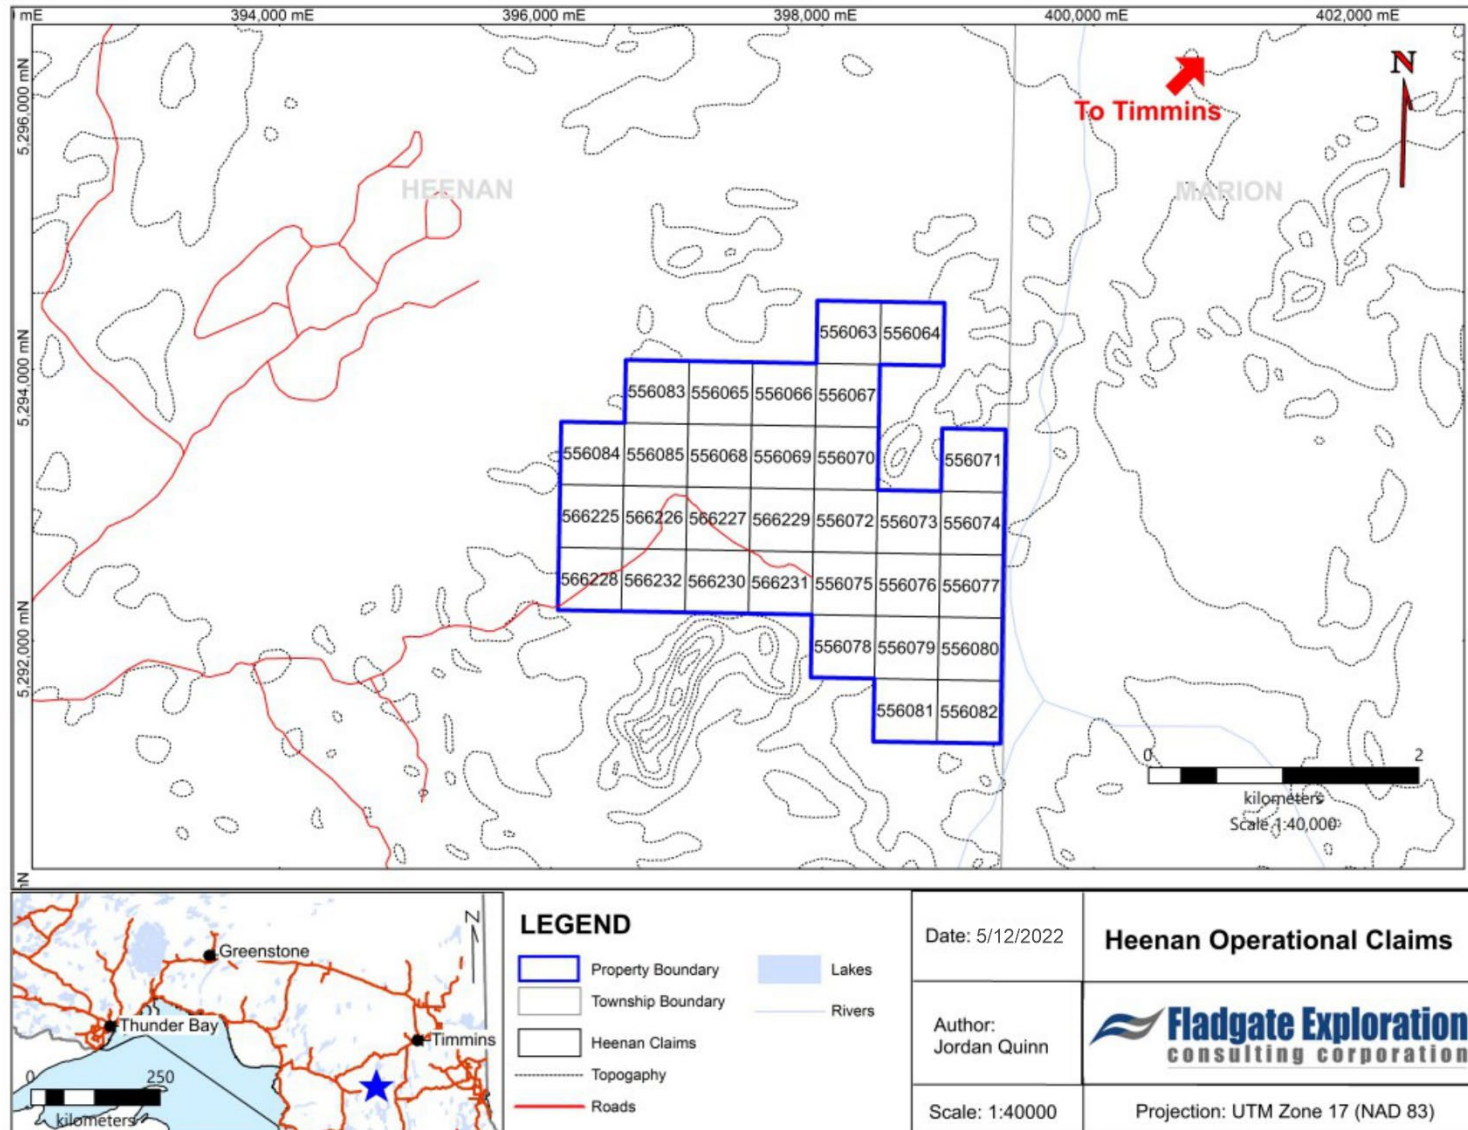 mE
394,000 mE
396,000 mE
398,000 mE
400,000 mE
402,000 mE
5,296,000 mN
5,294,000 mN
5,292,000 mN
mN
N
To Timmins
HEENAN
MARION
556063 556064
556083 556065 556066 556067
556084 556085 556068 556069 556070 556071
566225 566226 566227 566229 556072 556073 556074
566228 566232 566230 566231 556075 556076 556077
556078 556079 556080
556081 556082
0 2
kilometers
Scale 1:40,000
Greenstone
N
Thunder Bay
Timmins
0 250
kilometers
LEGEND
Property Boundary
Township Boundary
Heenan Claims
Topogaphy
Roads
Lakes
Rivers
Date: 5/12/2022
Heenan Operational Claims
Author:
Jordan Quinn
Fladgate Exploration
consulting corporation
Scale: 1:40000
Projection: UTM Zone 17 (NAD 83)